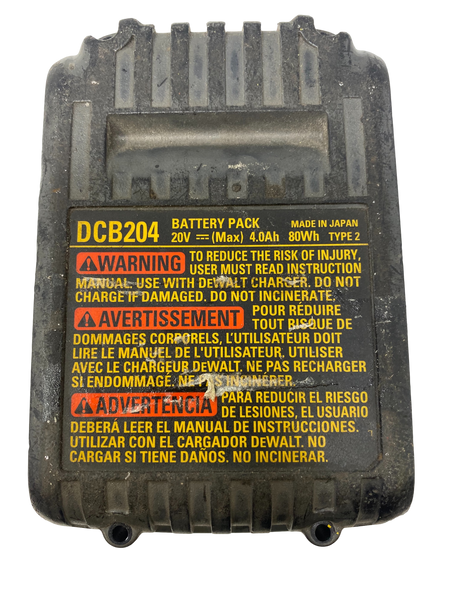 DCB204 BATTERY PACK MADE IN JAPAN
20V ⎓ (Max) 4.0Ah 80Wh TYPE 2
WARNING TO REDUCE THE RISK OF INJURY,
USER MUST READ INSTRUCTION
MANUAL. USE WITH DEWALT CHARGER. DO NOT
CHARGE IF DAMAGED. DO NOT INCINERATE.
AVERTISSEMENT POUR RÉDUIRE
TOUT RISQUE DE
DOMMAGES CORPORELS, L'UTILISATEUR DOIT
LIRE LE MANUEL DE L'UTILISATEUR, UTILISER
AVEC LE CHARGEUR DEWALT, NE PAS RECHARGER
SI ENDOMMAGÉ. NE PAS INCINERER.
ADVERTENCIA PARA REDUCIR EL RIESGO
DE LESIONES, EL USUARIO
DEBERÁ LEER EL MANUAL DE INSTRUCCIONES.
UTILIZAR CON EL CARGADOR DeWALT. NO
CARGAR SI TIENE DAÑOS. NO INCINERAR.